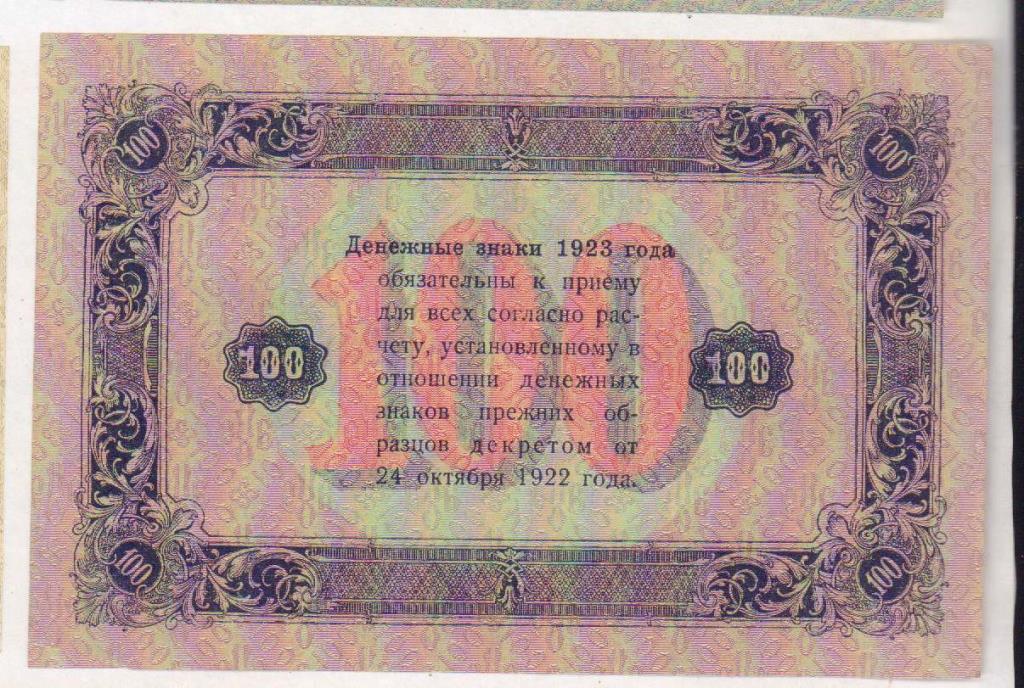 100 100
100
Денежные знаки 1923 года
обязательны к приему
для всех согласно рас-
чету, установленному в
отношении денежных
знаков прежних об-
разцов декретом от
24 октября 1922 года.
100 100
100 100